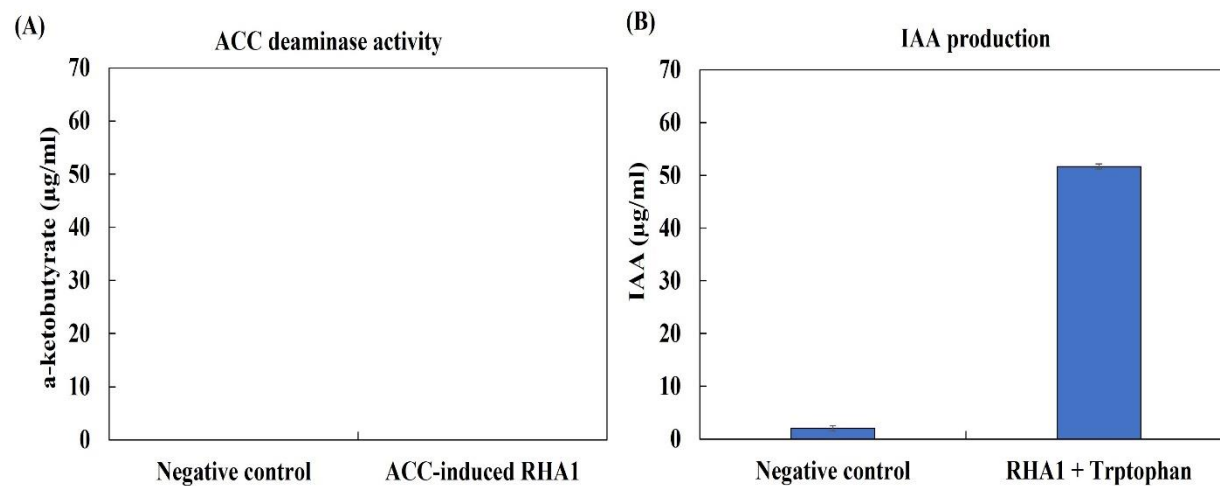 (A)
ACC deaminase activity
a-ketobutyrate (µg/ml)
70
60
50
40
30
20
10
0
Negative control
ACC-induced RHA1
(B)
IAA production
IAA (µg/ml)
70
60
50
40
30
20
10
0
Negative control
RHA1 + Trptophan